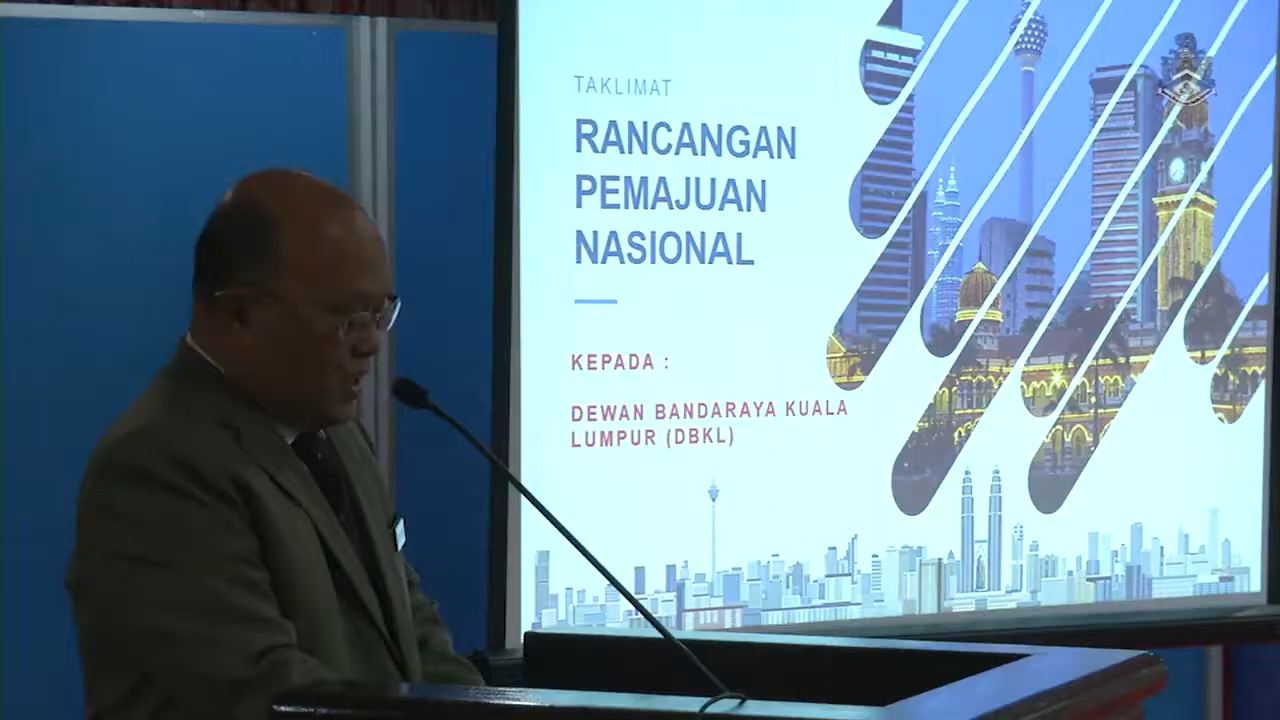 TAKLIMAT
RANCANGAN
PEMAJUAN
NASIONAL
KEPADA :
DEWAN BANDARAYA KUALA
LUMPUR (DBKL)